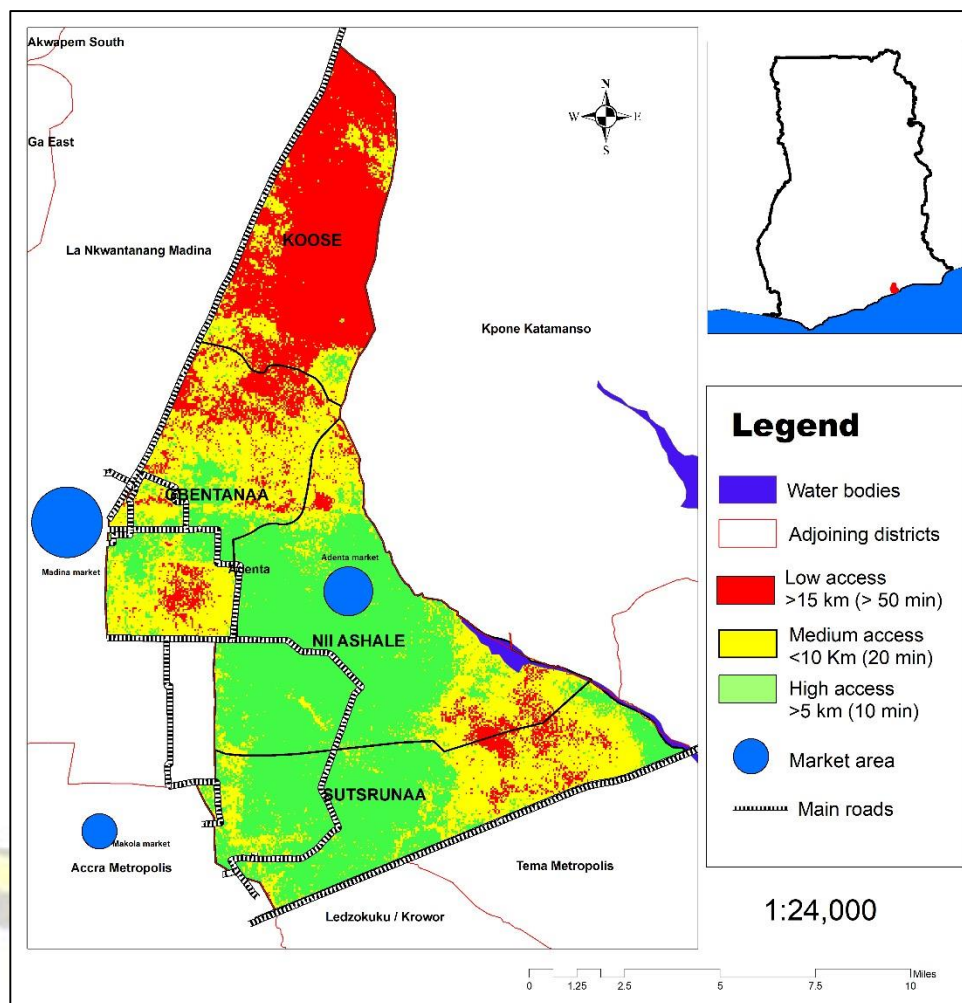 Akwapem South
Ga East
La Nkwantanang Madina
KOOSE
N
W
E
S
Kpone Katamanso
GBENTANAA
Madina market
Adenta
Adenta market
NII ASHALE
SUTSRUNAA
Makola market
Accra Metropolis
Tema Metropolis
Ledzokuku / Krowor
Legend
Water bodies
Adjoining districts
Low access
>15 km (> 50 min)
Medium access
<10 Km (20 min)
High access
>5 km (10 min)
Market area
Main roads
1:24,000
Miles
0 1.25 2.5 5 7.5 10